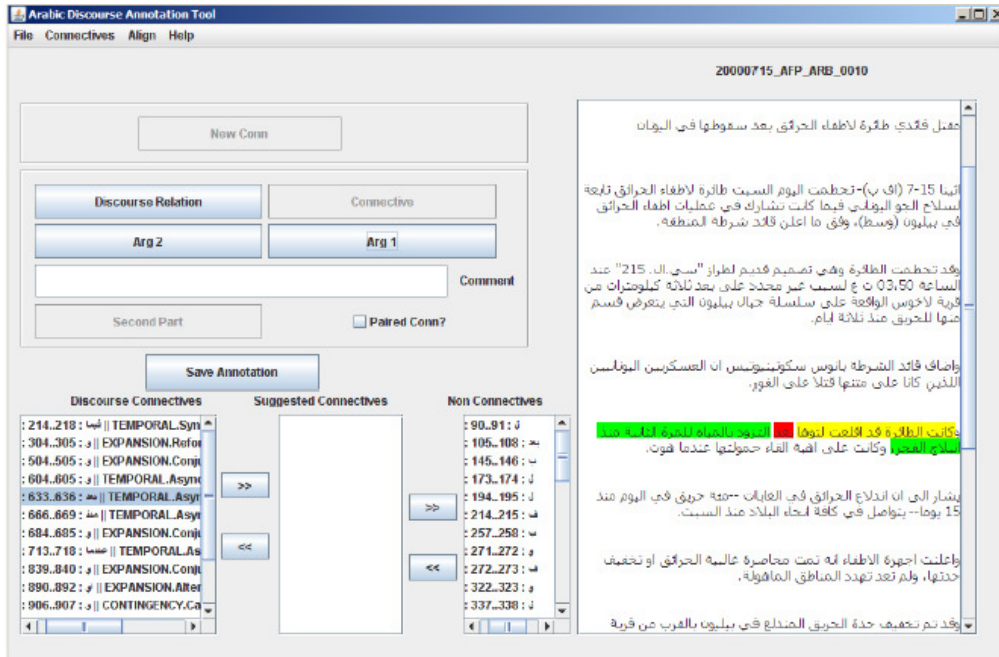 Arabic Discourse Annotation Tool
File Connectives Align Help
20000715_AFP_ARB_0010
New Conn
Discourse Relation
Connective
Arg 2
Arg 1
Comment
Second Part
Paired Conn?
Save Annotation
Discourse Connectives
Suggested Connectives
Non Connectives
: 214..218 : فيما || TEMPORAL.Syn
: 304..305 : و || EXPANSION.Refor
: 504..505 : و || EXPANSION.Conju
: 604..605 : و || TEMPORAL.Async
: 633..636 : بعد || TEMPORAL.Asyr
: 666..669 : منذ || TEMPORAL.Asyr
: 684..685 : و || EXPANSION.Conju
: 713..718 : عندما || TEMPORAL.As
: 839..840 : و || EXPANSION.Conju
: 890..892 : او || EXPANSION.Alter
: 906..907 : و || CONTINGENCY.Ca
>>
<<
>>
<<
: 90..91 : ل
: 105..108 : بعد
: 145..146 : ب
: 173..174 : ل
: 194..195 : ل
: 214..215 : ف
: 257..258 : ب
: 271..272 : و
: 272..273 : ف
: 322..323 : و
: 337..338 : ل
مقتل قائدي طائرة لاطفاء الحرائق بعد سقوطها في اليونان
اثينا 15-7 (اف ب)- تحطمت اليوم السبت طائرة لاطفاء الحرائق تابعة
لسلاح الجو اليوناني فيما كانت تشارك في عمليات اطفاء الحرائق
في بيليون (وسط)، وفق ما اعلن قائد شرطة المنطقة.
وقد تحطمت الطائرة وهي تصميم قديم لطراز "سي.ال. 215" عند
الساعة 03،50 ت غ لسبب غير محدد على بعد ثلاثة كيلومترات من
قرية لاخوس الواقعة على سلسلة جبال بيليون التي يتعرض قسم
منها للحريق منذ ثلاثة ايام.
واضاف قائد الشرطة بانوس سكوتينيوتيس ان العسكريين اليونانيين
اللذين كانا على متنها قتلا على الفور.
وكانت الطائرة قد اقلعت لتوها بعد التزود بالمياه للمرة الثانية منذ
انبلاج الفجر، وكانت على اهبة القاء حمولتها عندما هوت.
يشار الى ان اندلاع الحرائق في الغابات --مئة حريق في اليوم منذ
15 يوما-- يتواصل في كافة انحاء البلاد منذ السبت.
واعلنت اجهزة الاطفاء انه تمت محاصرة غالبية الحرائق او تخفيف
حدتها، ولم تعد تهدد المناطق الماهولة.
وقد تم تخفيف حدة الحريق المندلع في بيليون بالقرب من قرية